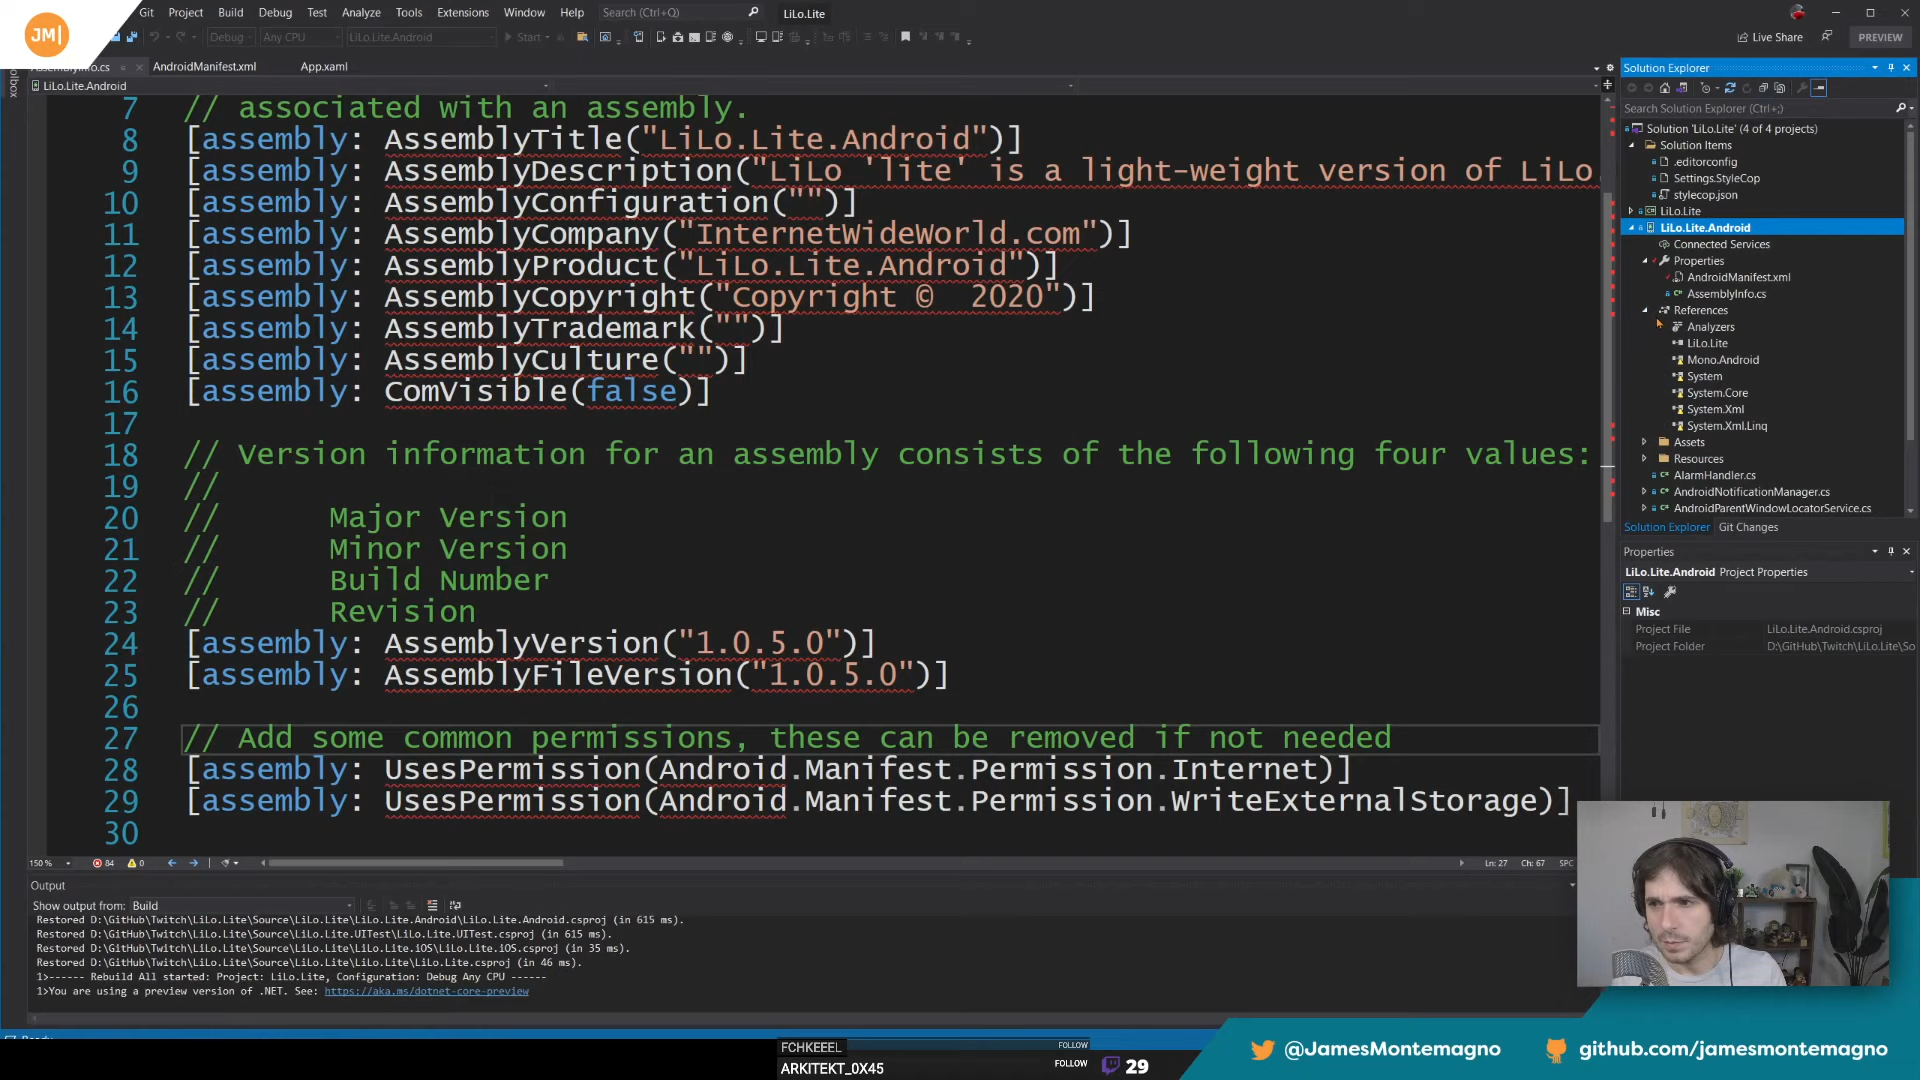 JM|
Git Project Build Debug Test Analyze Tools Extensions Window Help Search (Ctrl+Q) LiLo.Lite
Debug Any CPU LiLo.Lite.Android Start Live Share PREVIEW
AssemblyInfo.cs AndroidManifest.xml App.xaml
LiLo.Lite.Android
7 // associated with an assembly.
8 [assembly: AssemblyTitle("LiLo.Lite.Android")]
9 [assembly: AssemblyDescription("LiLo 'lite' is a light-weight version of LiLo.
10 [assembly: AssemblyConfiguration("")]
11 [assembly: AssemblyCompany("InternetWideWorld.com")]
12 [assembly: AssemblyProduct("LiLo.Lite.Android")]
13 [assembly: AssemblyCopyright("Copyright ©  2020")]
14 [assembly: AssemblyTrademark("")]
15 [assembly: AssemblyCulture("")]
16 [assembly: ComVisible(false)]
17
18 // Version information for an assembly consists of the following four values:
19 //
20 //      Major Version
21 //      Minor Version
22 //      Build Number
23 //      Revision
24 [assembly: AssemblyVersion("1.0.5.0")]
25 [assembly: AssemblyFileVersion("1.0.5.0")]
26
27 // Add some common permissions, these can be removed if not needed
28 [assembly: UsesPermission(Android.Manifest.Permission.Internet)]
29 [assembly: UsesPermission(Android.Manifest.Permission.WriteExternalStorage)]
30
150 % 84 0 Ln: 27 Ch: 67 SPC
Output
Show output from: Build
Restored D:\GitHub\Twitch\LiLo.Lite\Source\LiLo.Lite\LiLo.Lite.Android\LiLo.Lite.Android.csproj (in 615 ms).
Restored D:\GitHub\Twitch\LiLo.Lite\Source\LiLo.Lite\LiLo.Lite.UITest\LiLo.Lite.UITest.csproj (in 615 ms).
Restored D:\GitHub\Twitch\LiLo.Lite\Source\LiLo.Lite\LiLo.Lite.iOS\LiLo.Lite.iOS.csproj (in 35 ms).
Restored D:\GitHub\Twitch\LiLo.Lite\Source\LiLo.Lite\LiLo.Lite\LiLo.Lite.csproj (in 46 ms).
1>------ Rebuild All started: Project: LiLo.Lite, Configuration: Debug Any CPU ------
1>You are using a preview version of .NET. See: https://aka.ms/dotnet-core-preview
Solution Explorer
Search Solution Explorer (Ctrl+;)
Solution 'LiLo.Lite' (4 of 4 projects)
Solution Items
.editorconfig
Settings.StyleCop
stylecop.json
LiLo.Lite
LiLo.Lite.Android
Connected Services
Properties
AndroidManifest.xml
AssemblyInfo.cs
References
Analyzers
LiLo.Lite
Mono.Android
System
System.Core
System.Xml
System.Xml.Linq
Assets
Resources
AlarmHandler.cs
AndroidNotificationManager.cs
AndroidParentWindowLocatorService.cs
Solution Explorer Git Changes
Properties
LiLo.Lite.Android Project Properties
Misc
Project File LiLo.Lite.Android.csproj
Project Folder D:\GitHub\Twitch\LiLo.Lite\So
FCHKEEEL FOLLOW
ARKITEKT_0X45 FOLLOW
29
@JamesMontemagno
github.com/jamesmontemagno